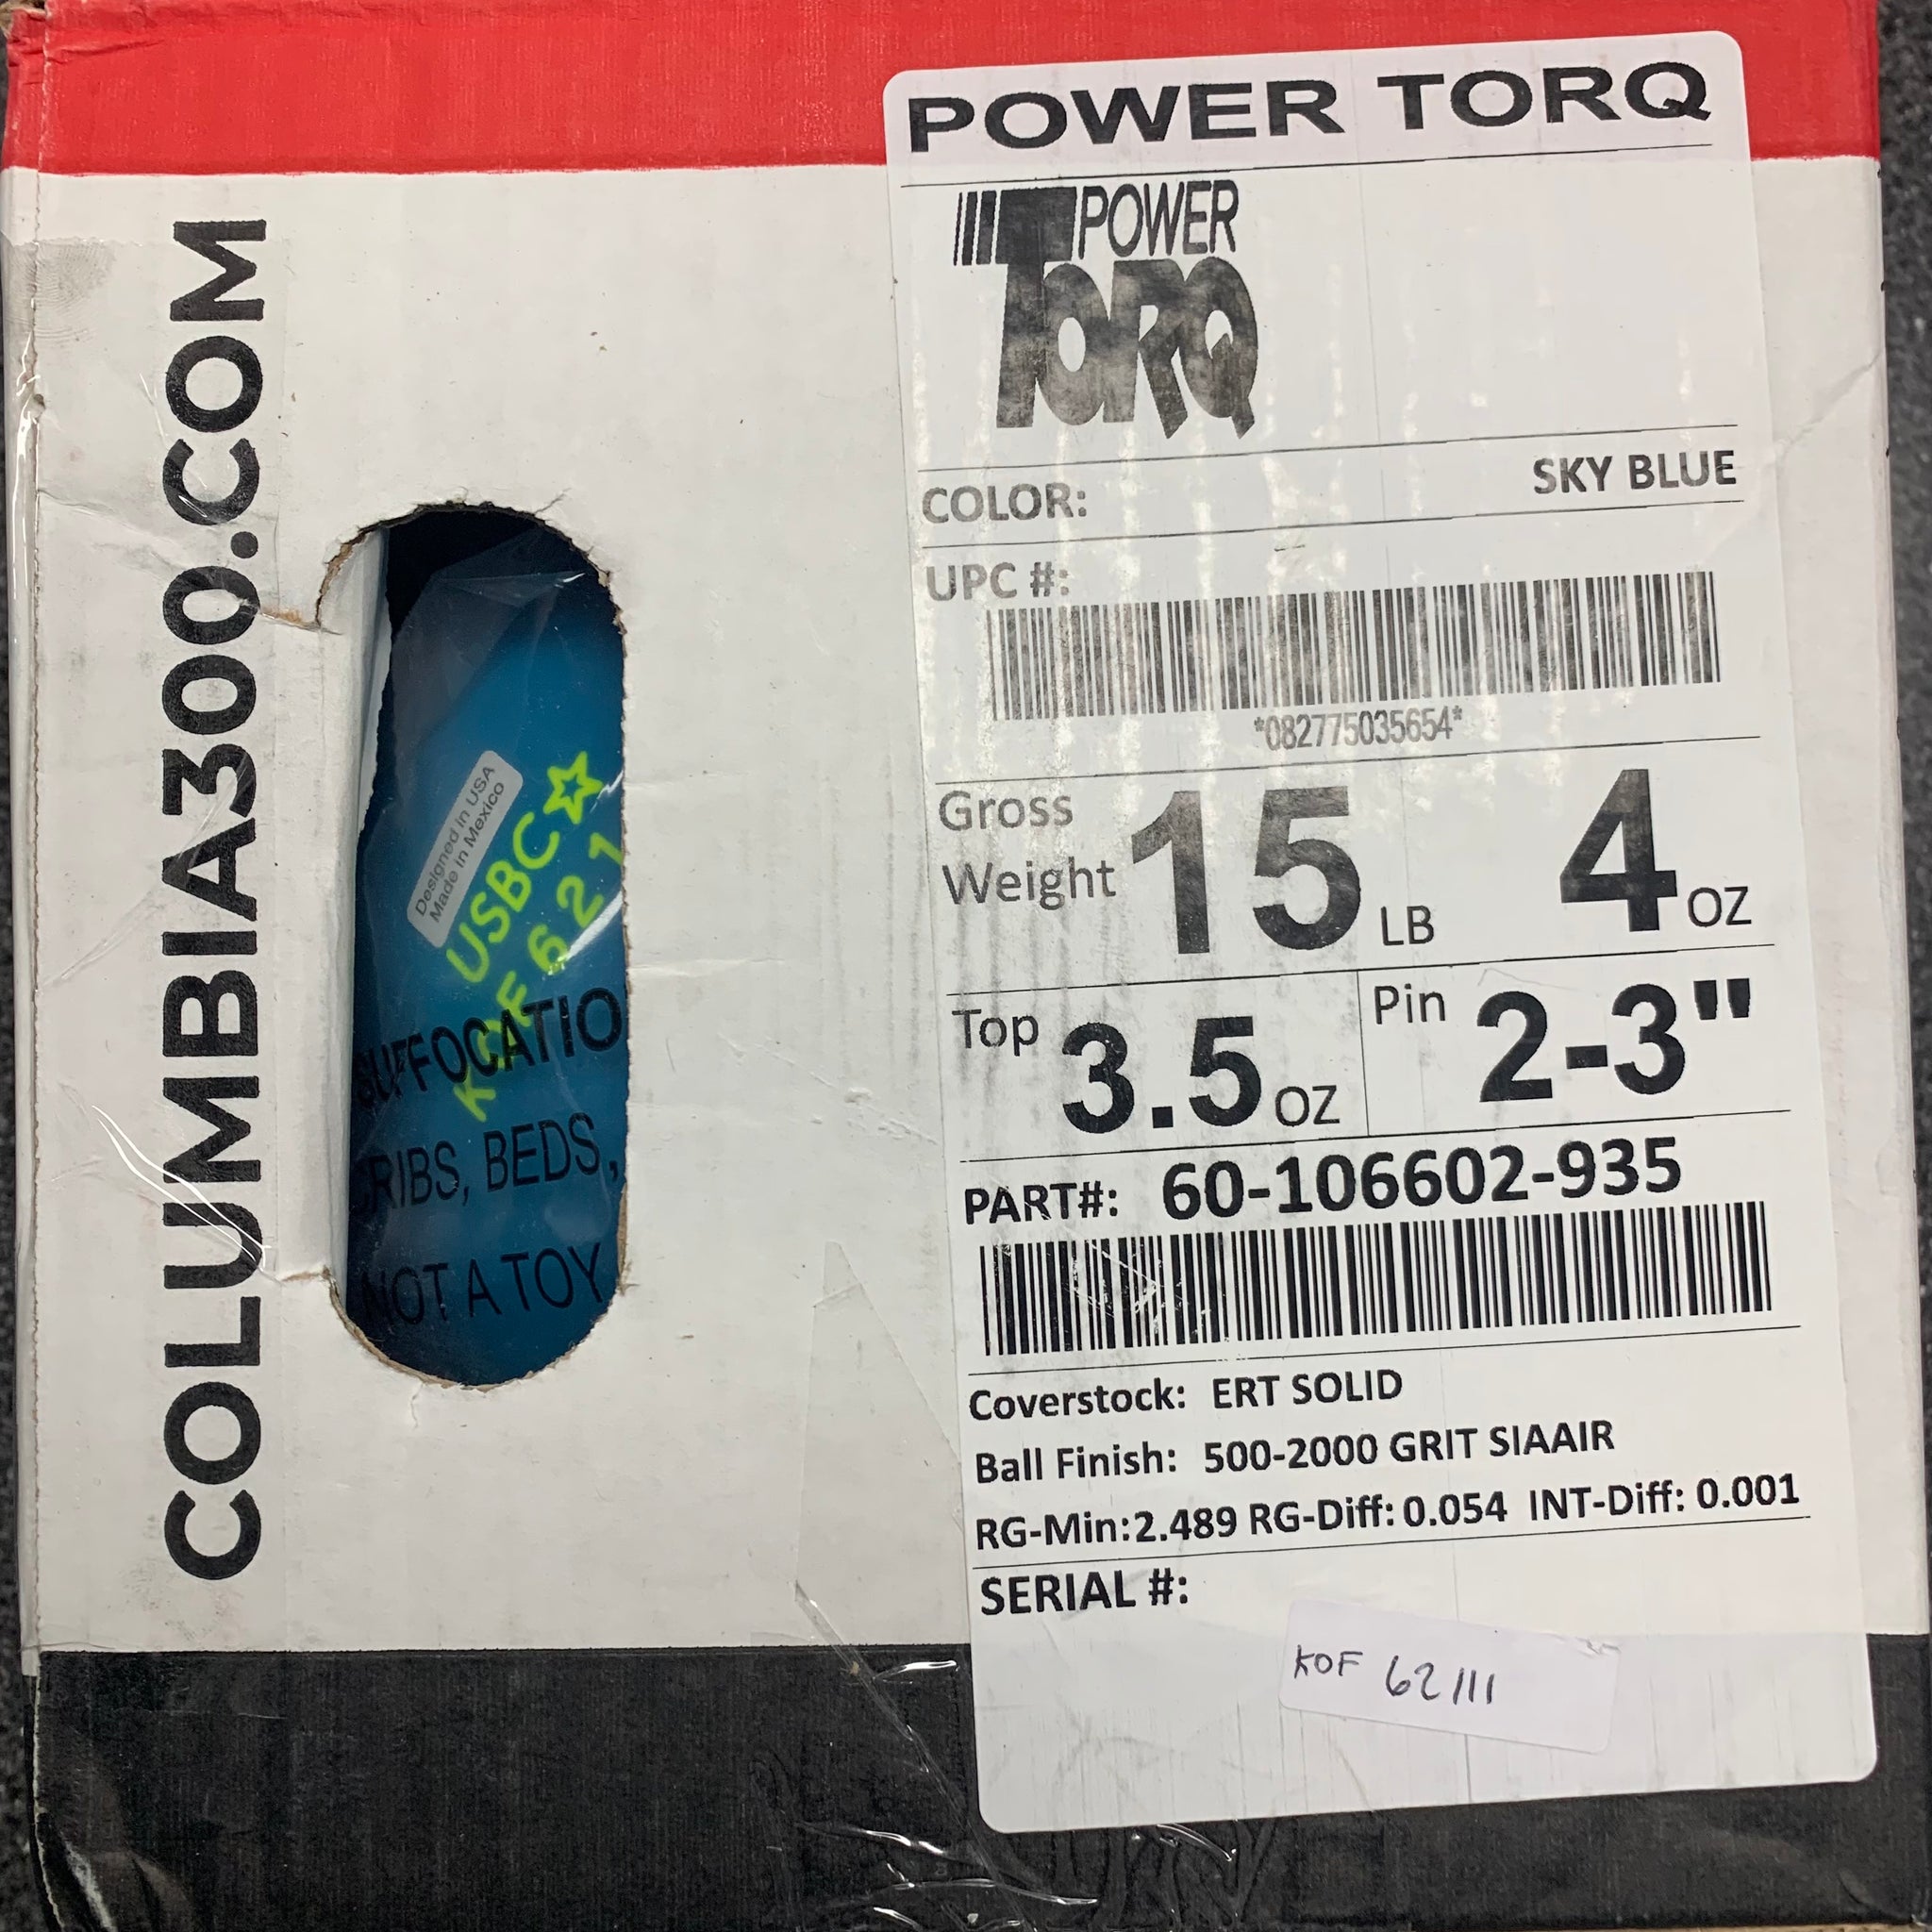 COLUMBIA300.COM
Designed in USA
Made in Mexico
USBC
KOF621
SUFFOCATIO
RIBS, BEDS,
NOT A TOY
POWER TORQ
POWER
TORQ
COLOR: SKY BLUE
UPC #:
*082775035654*
Gross
Weight 15 LB 4 OZ
Top 3.5 OZ Pin 2-3"
PART#: 60-106602-935
Coverstock: ERT SOLID
Ball Finish: 500-2000 GRIT SIAAIR
RG-Min:2.489 RG-Diff: 0.054 INT-Diff: 0.001
SERIAL #:
KOF 62111